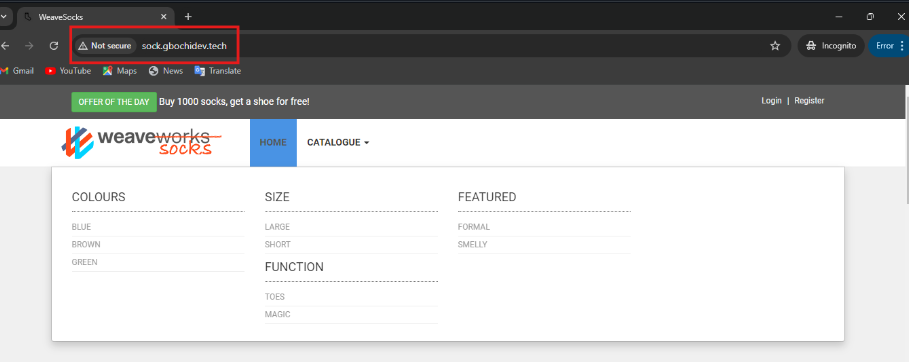 WeaveSocks
Not secure sock.gbochidev.tech Incognito Error
Gmail YouTube Maps News Translate
OFFER OF THE DAY Buy 1000 socks, get a shoe for free! Login | Register
weaveworks socks HOME CATALOGUE
COLOURS SIZE FEATURED
BLUE LARGE FORMAL
BROWN SHORT SMELLY
GREEN
FUNCTION
TOES
MAGIC